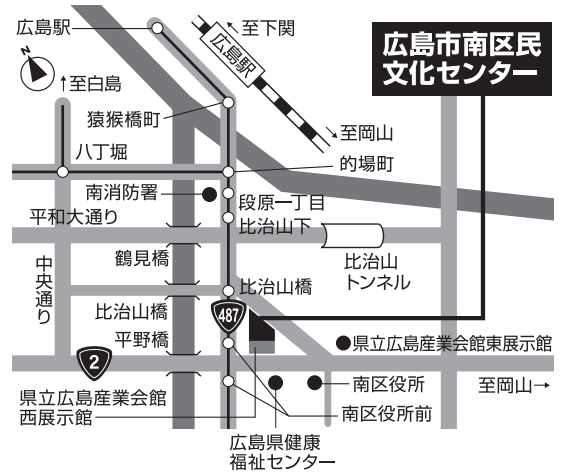 広島駅
至下関
広島市南区民
文化センター
広島駅
N
至白島
猿猴橋町
至岡山
八丁堀
的場町
南消防署
段原一丁目
平和大通り
比治山下
鶴見橋
比治山
トンネル
中央通り
比治山橋
比治山橋
487
平野橋
県立広島産業会館東展示館
2
県立広島産業会館
西展示館
南区役所
至岡山
南区役所前
広島県健康
福祉センター